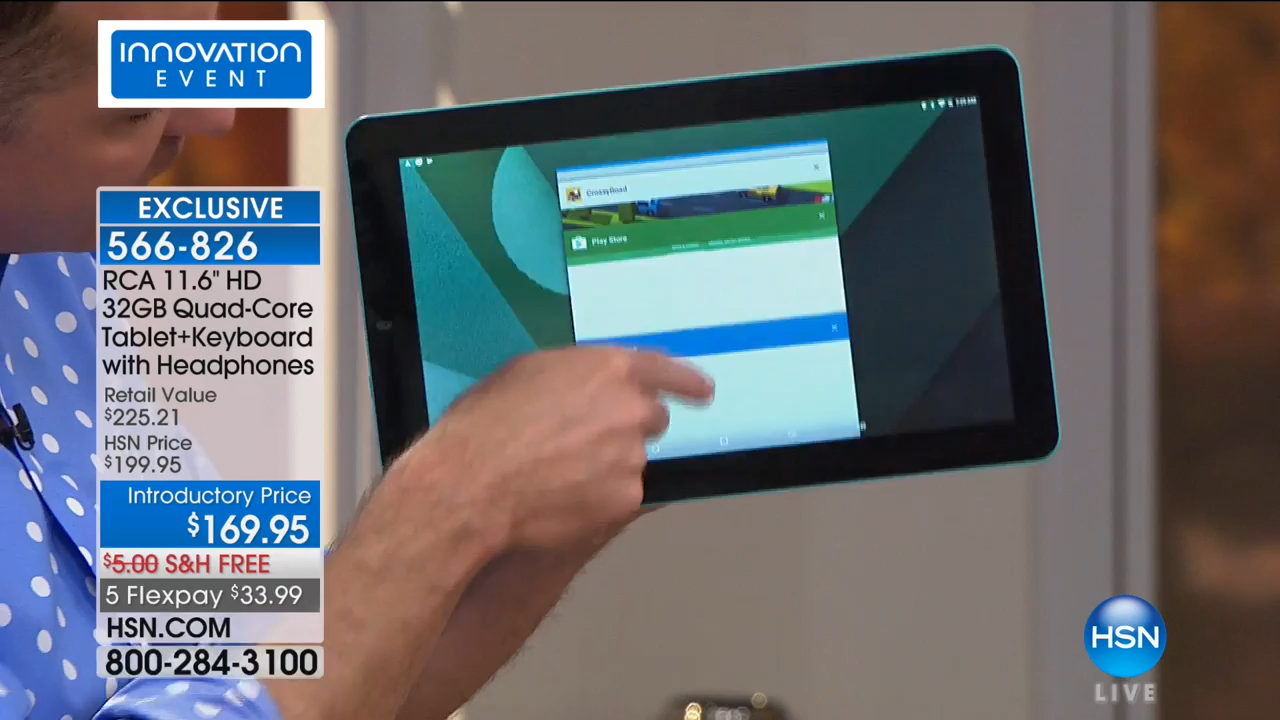 INNOVATION
EVENT
EXCLUSIVE
566-826
RCA 11.6" HD
32GB Quad-Core
Tablet+Keyboard
with Headphones
Retail Value
$225.21
HSN Price
$199.95
Introductory Price
$169.95
$5.00 S&H FREE
5 Flexpay $33.99
HSN.COM
800-284-3100
CrossyRoad
Play Store
HSN
LIVE